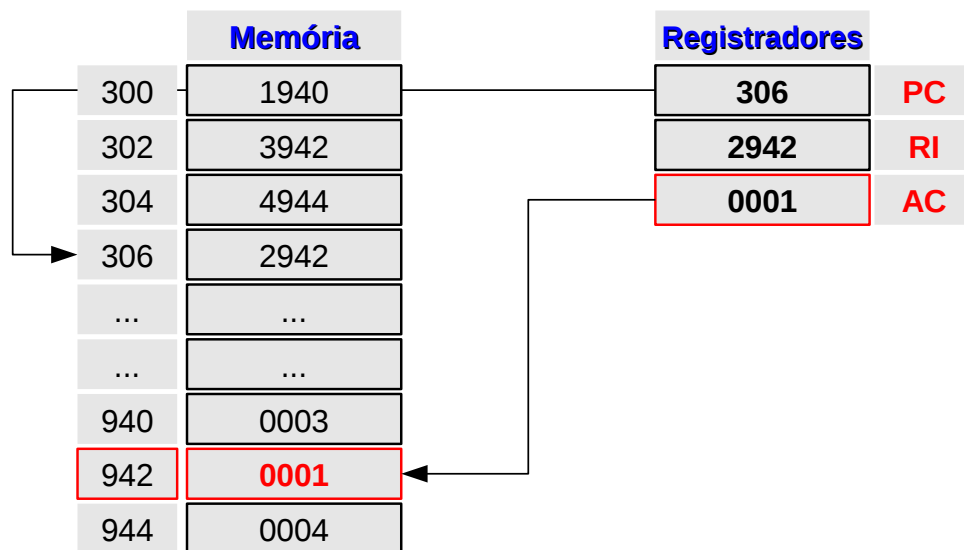 Memória Registradores
300 1940 306 PC
302 3942 2942 RI
304 4944 0001 AC
306 2942
... ...
... ...
940 0003
942 0001
944 0004